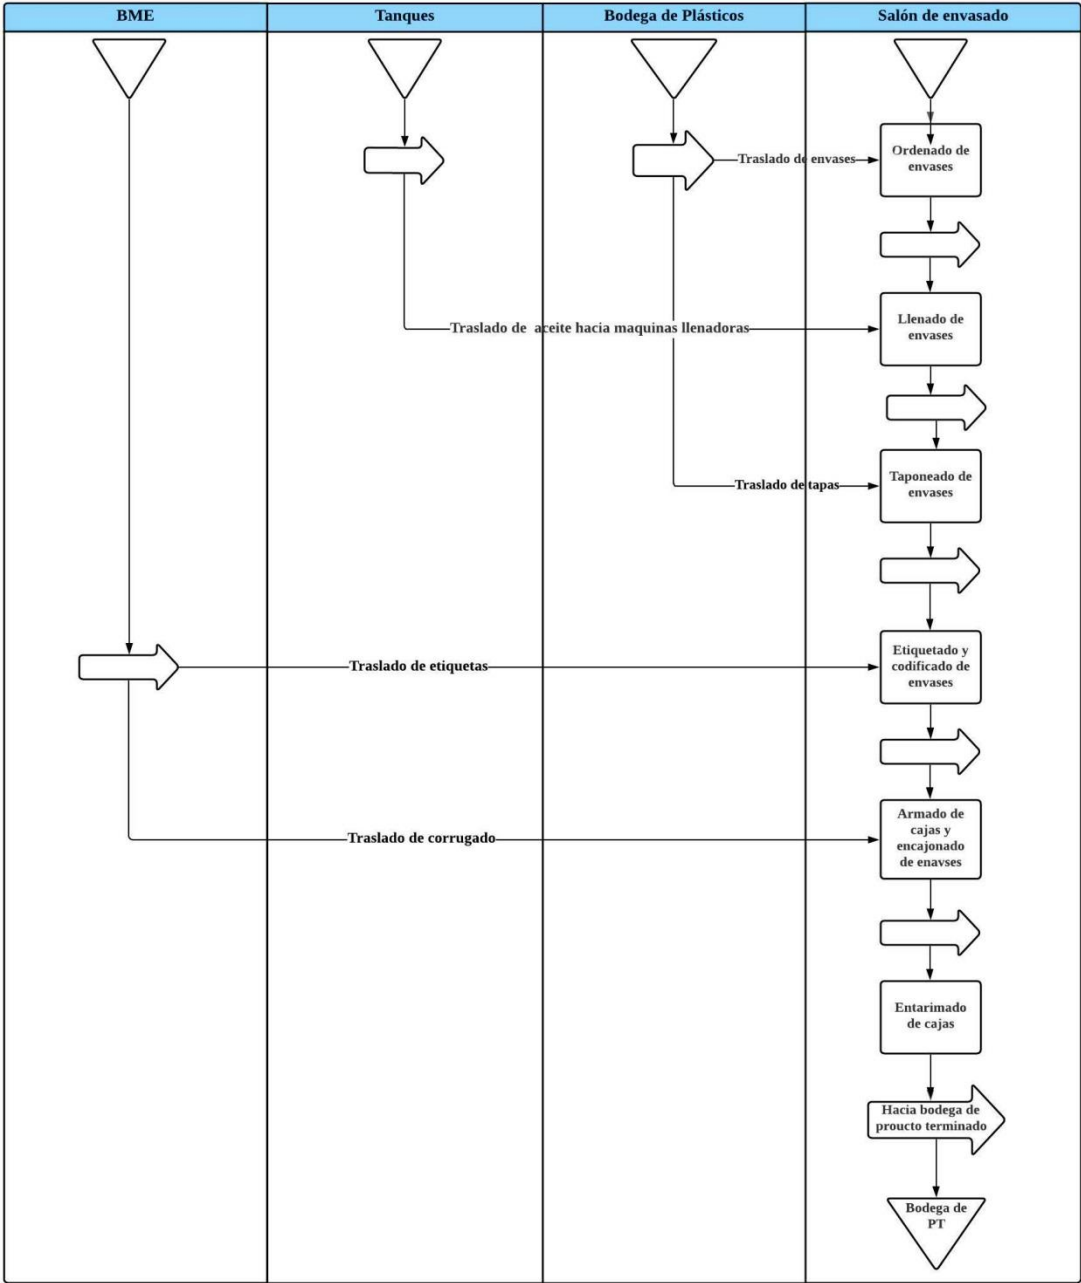 BME
Tanques
Bodega de Plásticos
Salón de envasado
Traslado de envases
Ordenado de
envases
Traslado de  aceite hacia maquinas llenadoras
Llenado de
envases
Traslado de tapas
Taponeado de
envases
Traslado de etiquetas
Etiquetado y
codificado de
envases
Traslado de corrugado
Armado de
cajas y
encajonado
de enavses
Entarimado
de cajas
Hacia bodega de
proucto terminado
Bodega de
PT